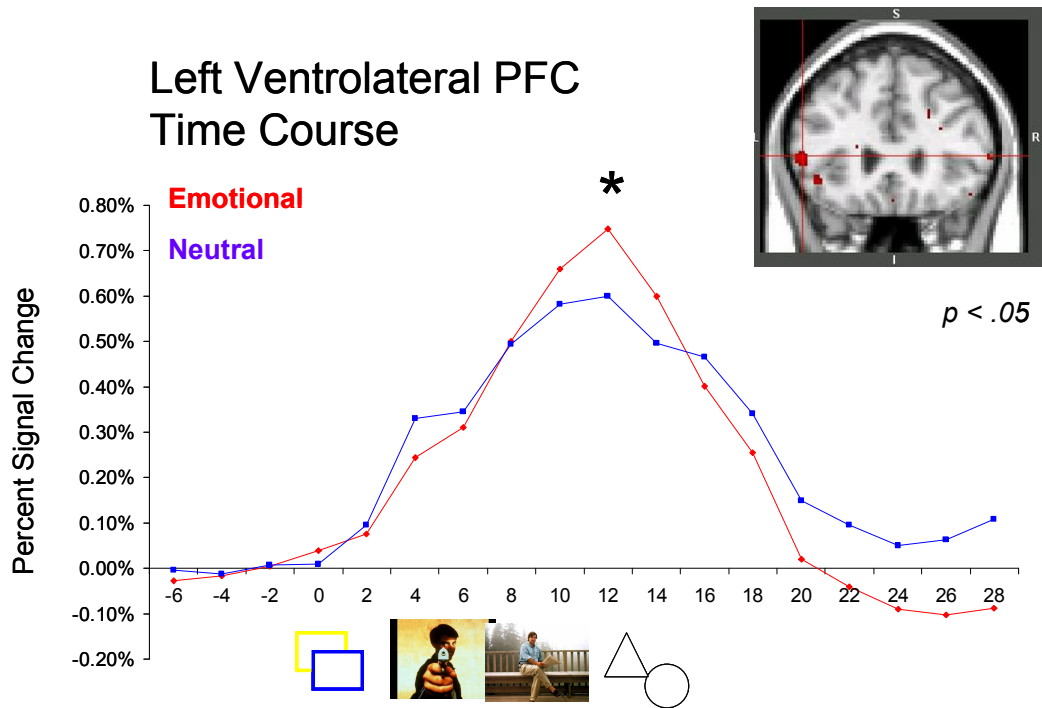 Left Ventrolateral PFC
Time Course
S
L
R
I
Emotional
Neutral
*
p < .05
Percent Signal Change
0.80%
0.70%
0.60%
0.50%
0.40%
0.30%
0.20%
0.10%
0.00%
-0.10%
-0.20%
-6 -4 -2 0 2 4 6 8 10 12 14 16 18 20 22 24 26 28